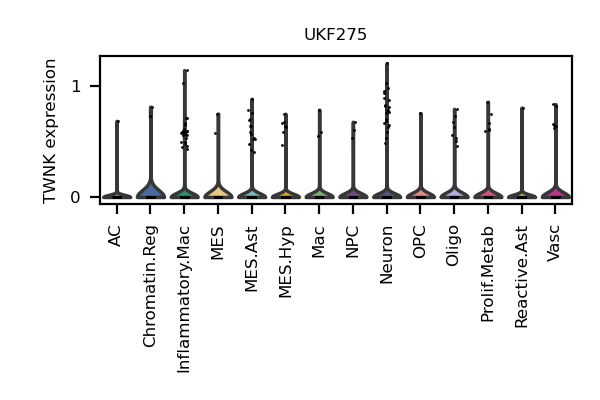 UKF275
TWNK expression
1
0
AC
Chromatin.Reg
Inflammatory.Mac
MES
MES.Ast
MES.Hyp
Mac
NPC
Neuron
OPC
Oligo
Prolif.Metab
Reactive.Ast
Vasc